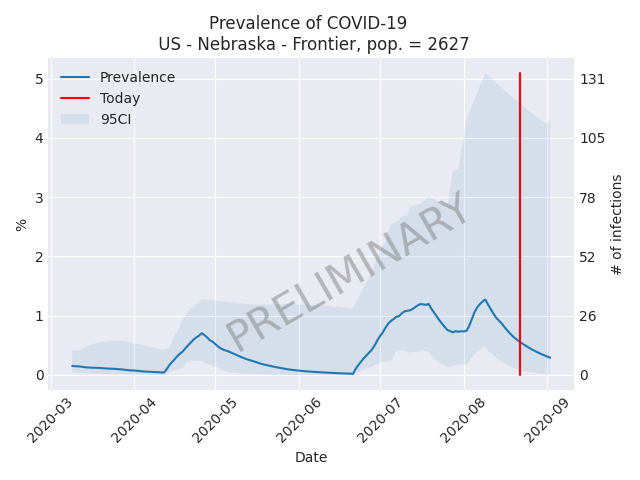 Prevalence of COVID-19
US - Nebraska - Frontier, pop. = 2627
Prevalence
Today
95CI
PRELIMINARY
%
5
4
3
2
1
0
131
105
78
52
26
0
# of infections
2020-03
2020-04
2020-05
2020-06
2020-07
2020-08
2020-09
Date